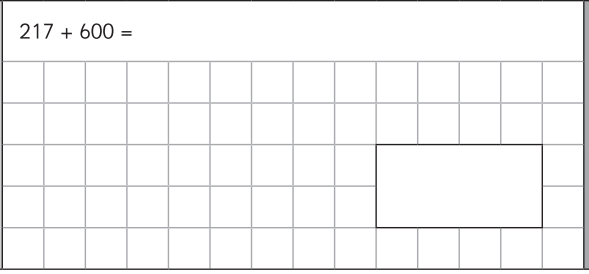 217 + 600 =